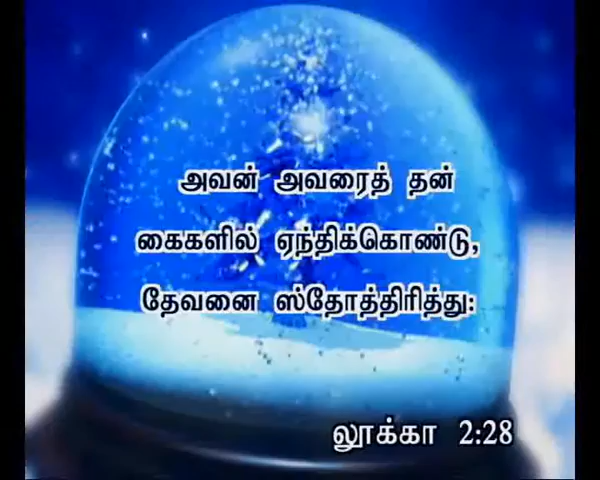 அவன் அவரைத் தன்
கைகளில் ஏந்திக்கொண்டு,
தேவனை ஸ்தோத்திரித்து:
லூக்கா 2:28